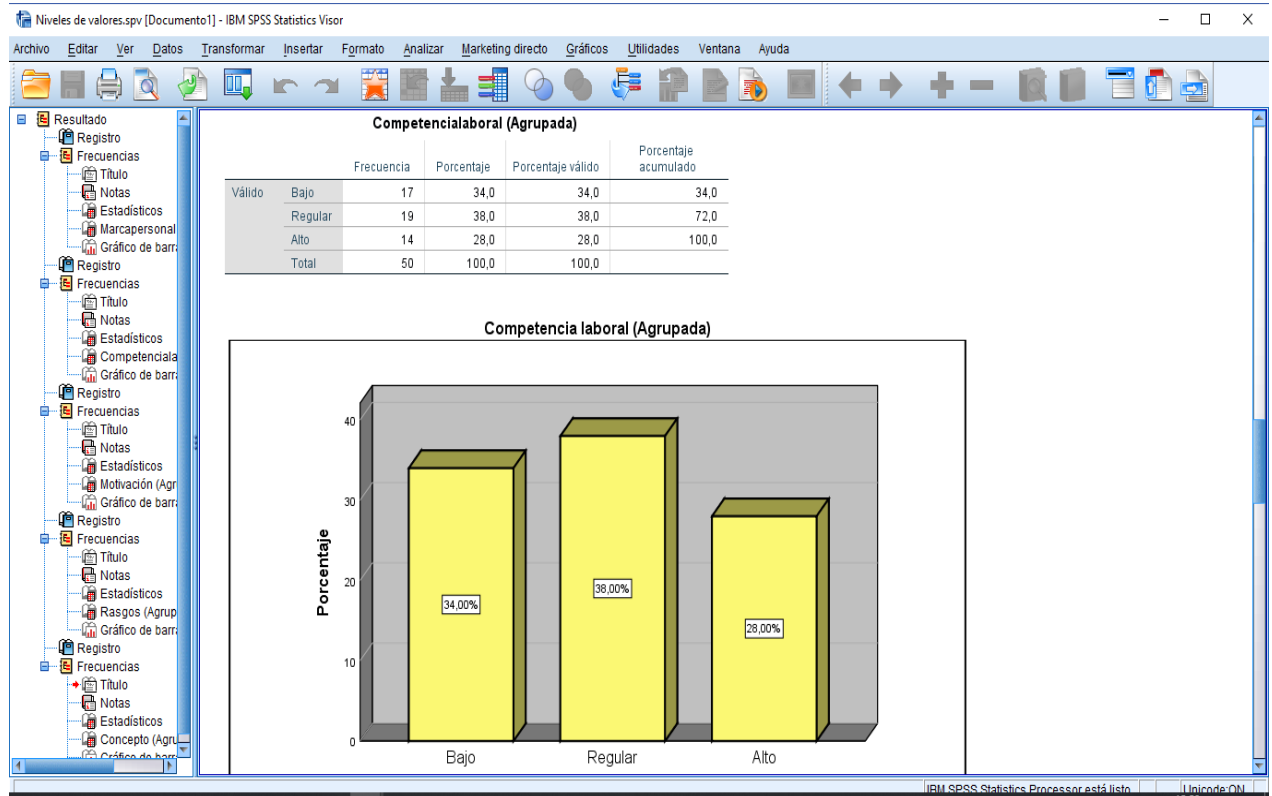 Niveles de valores.spv [Documento1] - IBM SPSS Statistics Visor
Archivo Editar Ver Datos Transformar Insertar Formato Analizar Marketing directo Gráficos Utilidades Ventana Ayuda
Resultado
Registro
Frecuencias
Título
Notas
Estadísticos
Marcapersonal
Gráfico de barra
Registro
Frecuencias
Título
Notas
Estadísticos
Competenciala
Gráfico de barra
Registro
Frecuencias
Título
Notas
Estadísticos
Motivación (Agr
Gráfico de barra
Registro
Frecuencias
Título
Notas
Estadísticos
Rasgos (Agrup
Gráfico de barra
Registro
Frecuencias
Título
Notas
Estadísticos
Concepto (Agru
Gráfico de barr
Competencialaboral (Agrupada)
Frecuencia Porcentaje Porcentaje válido Porcentaje acumulado
Válido Bajo 17 34,0 34,0 34,0
Regular 19 38,0 38,0 72,0
Alto 14 28,0 28,0 100,0
Total 50 100,0 100,0
Competencia laboral (Agrupada)
Porcentaje
40
30
20
10
0
34,00%
38,00%
28,00%
Bajo Regular Alto
IBM SPSS Statistics Processor está listo Unicode:ON